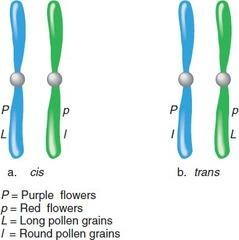 P p P p
L l l L
a. cis b. trans
P = Purple flowers
p = Red flowers
L = Long pollen grains
l = Round pollen grains